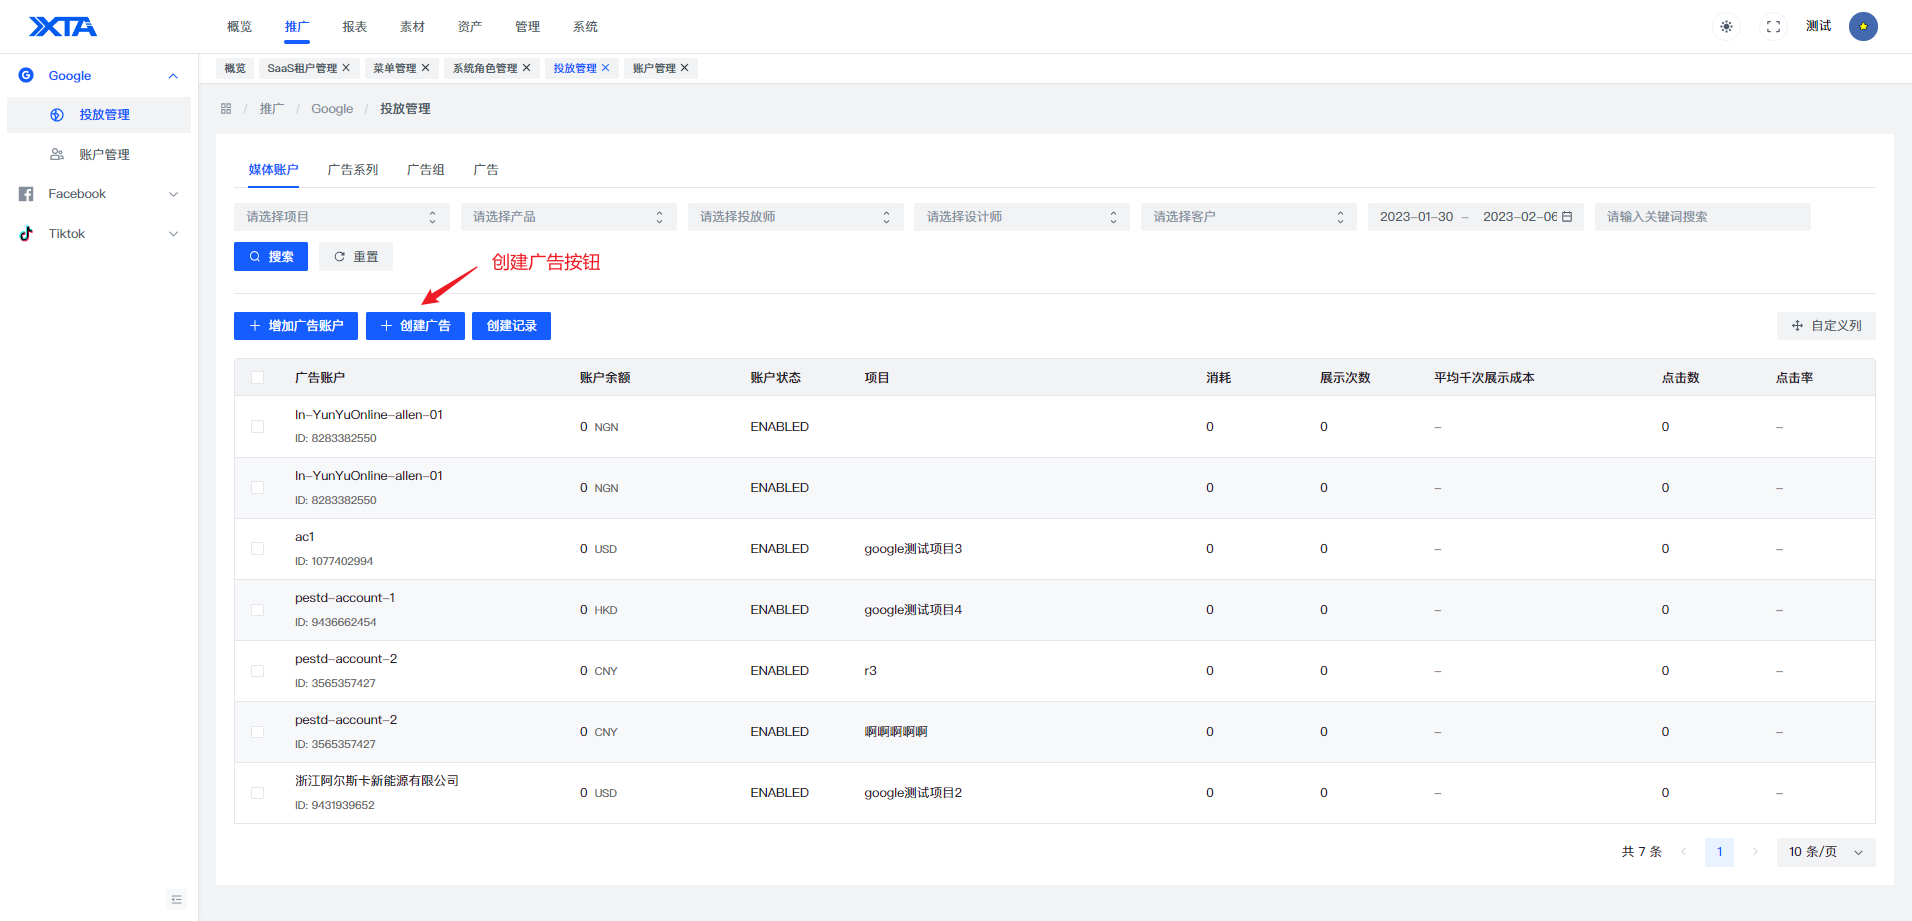 XTA
概览 推广 报表 素材 资产 管理 系统
测试
Google
投放管理
账户管理
Facebook
Tiktok
概览 SaaS租户管理 菜单管理 系统角色管理 投放管理 账户管理
/ 推广 / Google / 投放管理
媒体账户 广告系列 广告组 广告
请选择项目 请选择产品 请选择投放师 请选择设计师 请选择客户 2023-01-30 - 2023-02-06 请输入关键词搜索
搜索 重置
创建广告按钮
增加广告账户 创建广告 创建记录 自定义列
广告账户 账户余额 账户状态 项目 消耗 展示次数 平均千次展示成本 点击数 点击率
In-YunYuOnline-allen-01
ID: 8283382550
0 NGN ENABLED 0 0 - 0 -
In-YunYuOnline-allen-01
ID: 8283382550
0 NGN ENABLED 0 0 - 0 -
ac1
ID: 1077402994
0 USD ENABLED google测试项目3 0 0 - 0 -
pestd-account-1
ID: 9436662454
0 HKD ENABLED google测试项目4 0 0 - 0 -
pestd-account-2
ID: 3565357427
0 CNY ENABLED r3 0 0 - 0 -
pestd-account-2
ID: 3565357427
0 CNY ENABLED 啊啊啊啊啊 0 0 - 0 -
浙江阿尔斯卡新能源有限公司
ID: 9431939652
0 USD ENABLED google测试项目2 0 0 - 0 -
共 7 条 1 10 条/页